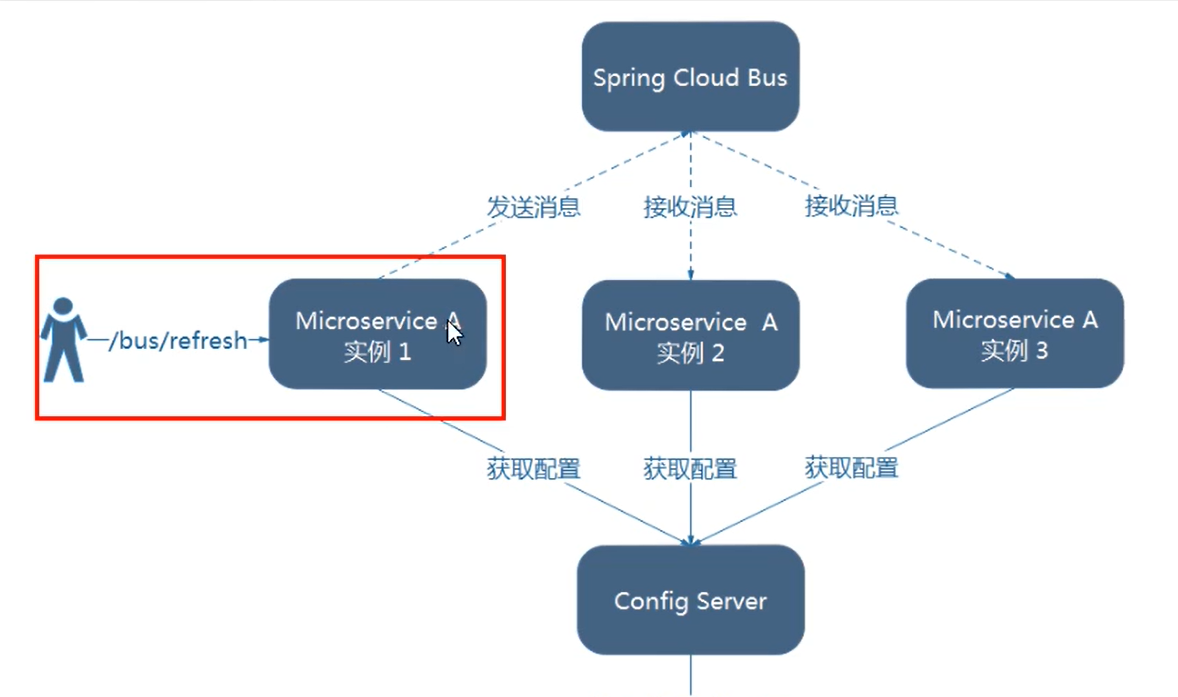 Spring Cloud Bus
发送消息
接收消息
接收消息
/bus/refresh
Microservice A
实例 1
Microservice A
实例 2
Microservice A
实例 3
获取配置
获取配置
获取配置
Config Server